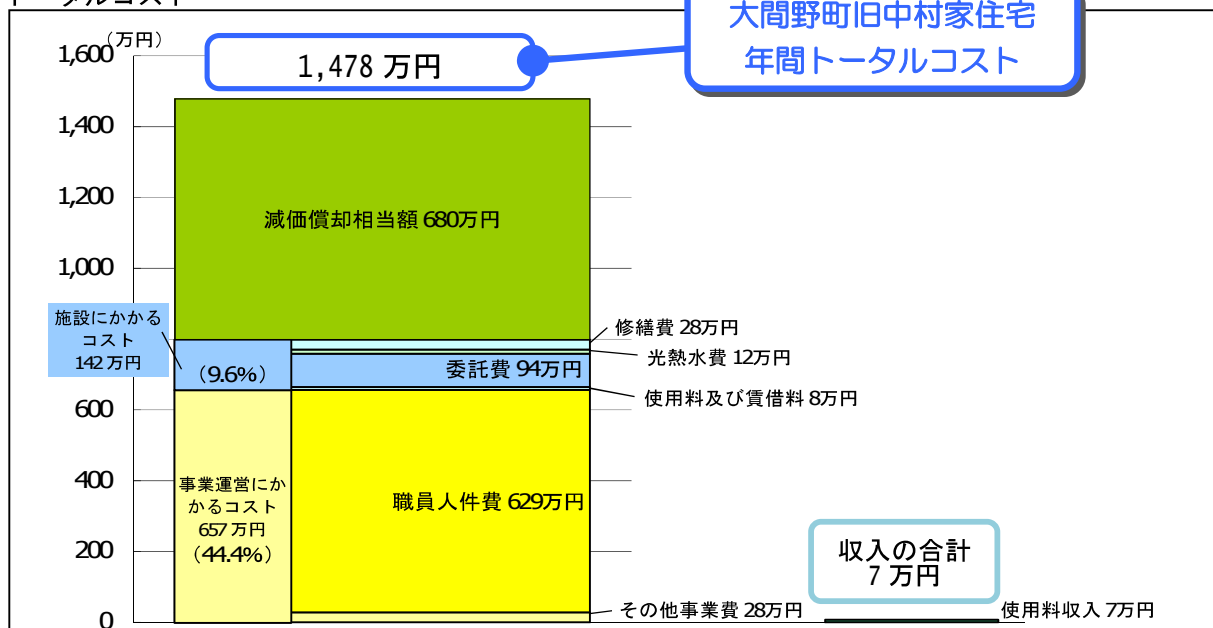 トータルコスト
大間野町旧中村家住宅
年間トータルコスト
(万円)
1,478 万円
1,600
1,400
1,200
1,000
600
400
200
0
減価償却相当額 680万円
施設にかかる
コスト
142 万円
(9.6%)
修繕費 28万円
光熱水費 12万円
委託費 94万円
使用料及び賃借料 8万円
事業運営にか
かるコスト
657 万円
(44.4%)
職員人件費 629万円
その他事業費 28万円
収入の合計
7 万円
使用料収入 7万円